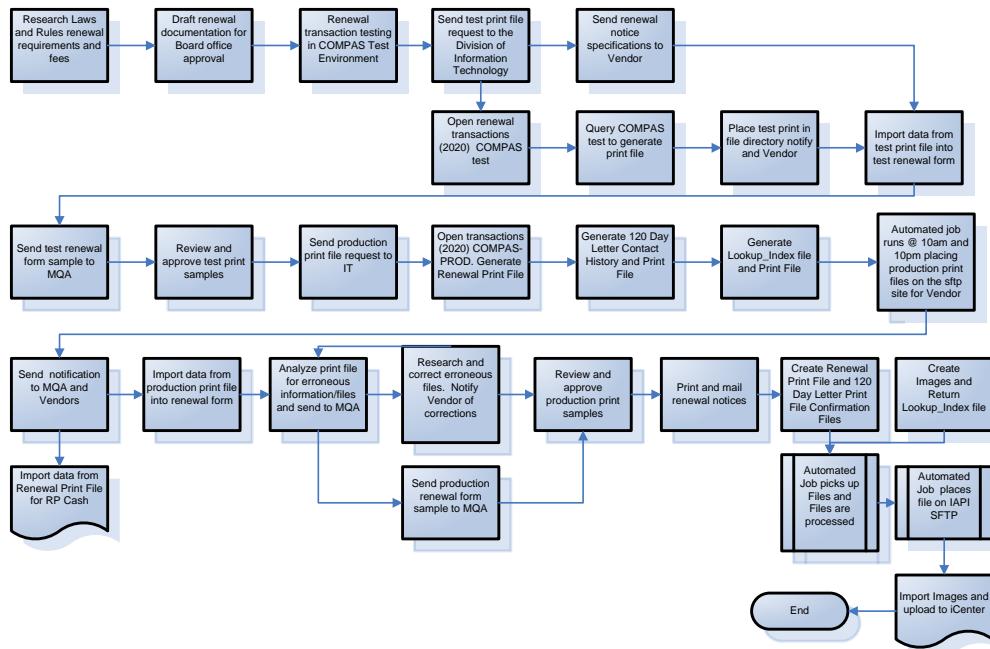 Research Laws
and Rules renewal
requirements and
fees
Draft renewal
documentation for
Board office
approval
Renewal
transaction testing
in COMPAS Test
Environment
Send test print file
request to the
Division of
Information
Technology
Send renewal
notice
specifications to
Vendor
Open renewal
transactions
(2020) COMPAS
test
Query COMPAS
test to generate
print file
Place test print in
file directory notify
and Vendor
Import data from
test print file into
test renewal form
Send test renewal
form sample to
MQA
Review and
approve test print
samples
Send production
print file request to
IT
Open transactions
(2020) COMPAS-
PROD. Generate
Renewal Print File
Generate 120 Day
Letter Contact
History and Print
File
Generate
Lookup_Index file
and Print File
Automated job
runs @ 10am and
10pm placing
production print
files on the sftp
site for Vendor
Send notification
to MQA and
Vendors
Import data from
production print file
into renewal form
Analyze print file
for erroneous
information/files
and send to MQA
Research and
correct erroneous
files. Notify
Vendor of
corrections
Review and
approve
production print
samples
Print and mail
renewal notices
Create Renewal
Print File and 120
Day Letter Print
File Confirmation
Files
Create
Images and
Return
Lookup_Index file
Import data from
Renewal Print File
for RP Cash
Send production
renewal form
sample to MQA
Automated
Job picks up
Files and
Files are
processed
Automated
Job places
file on IAPI
SFTP
End
Import Images and
upload to iCenter